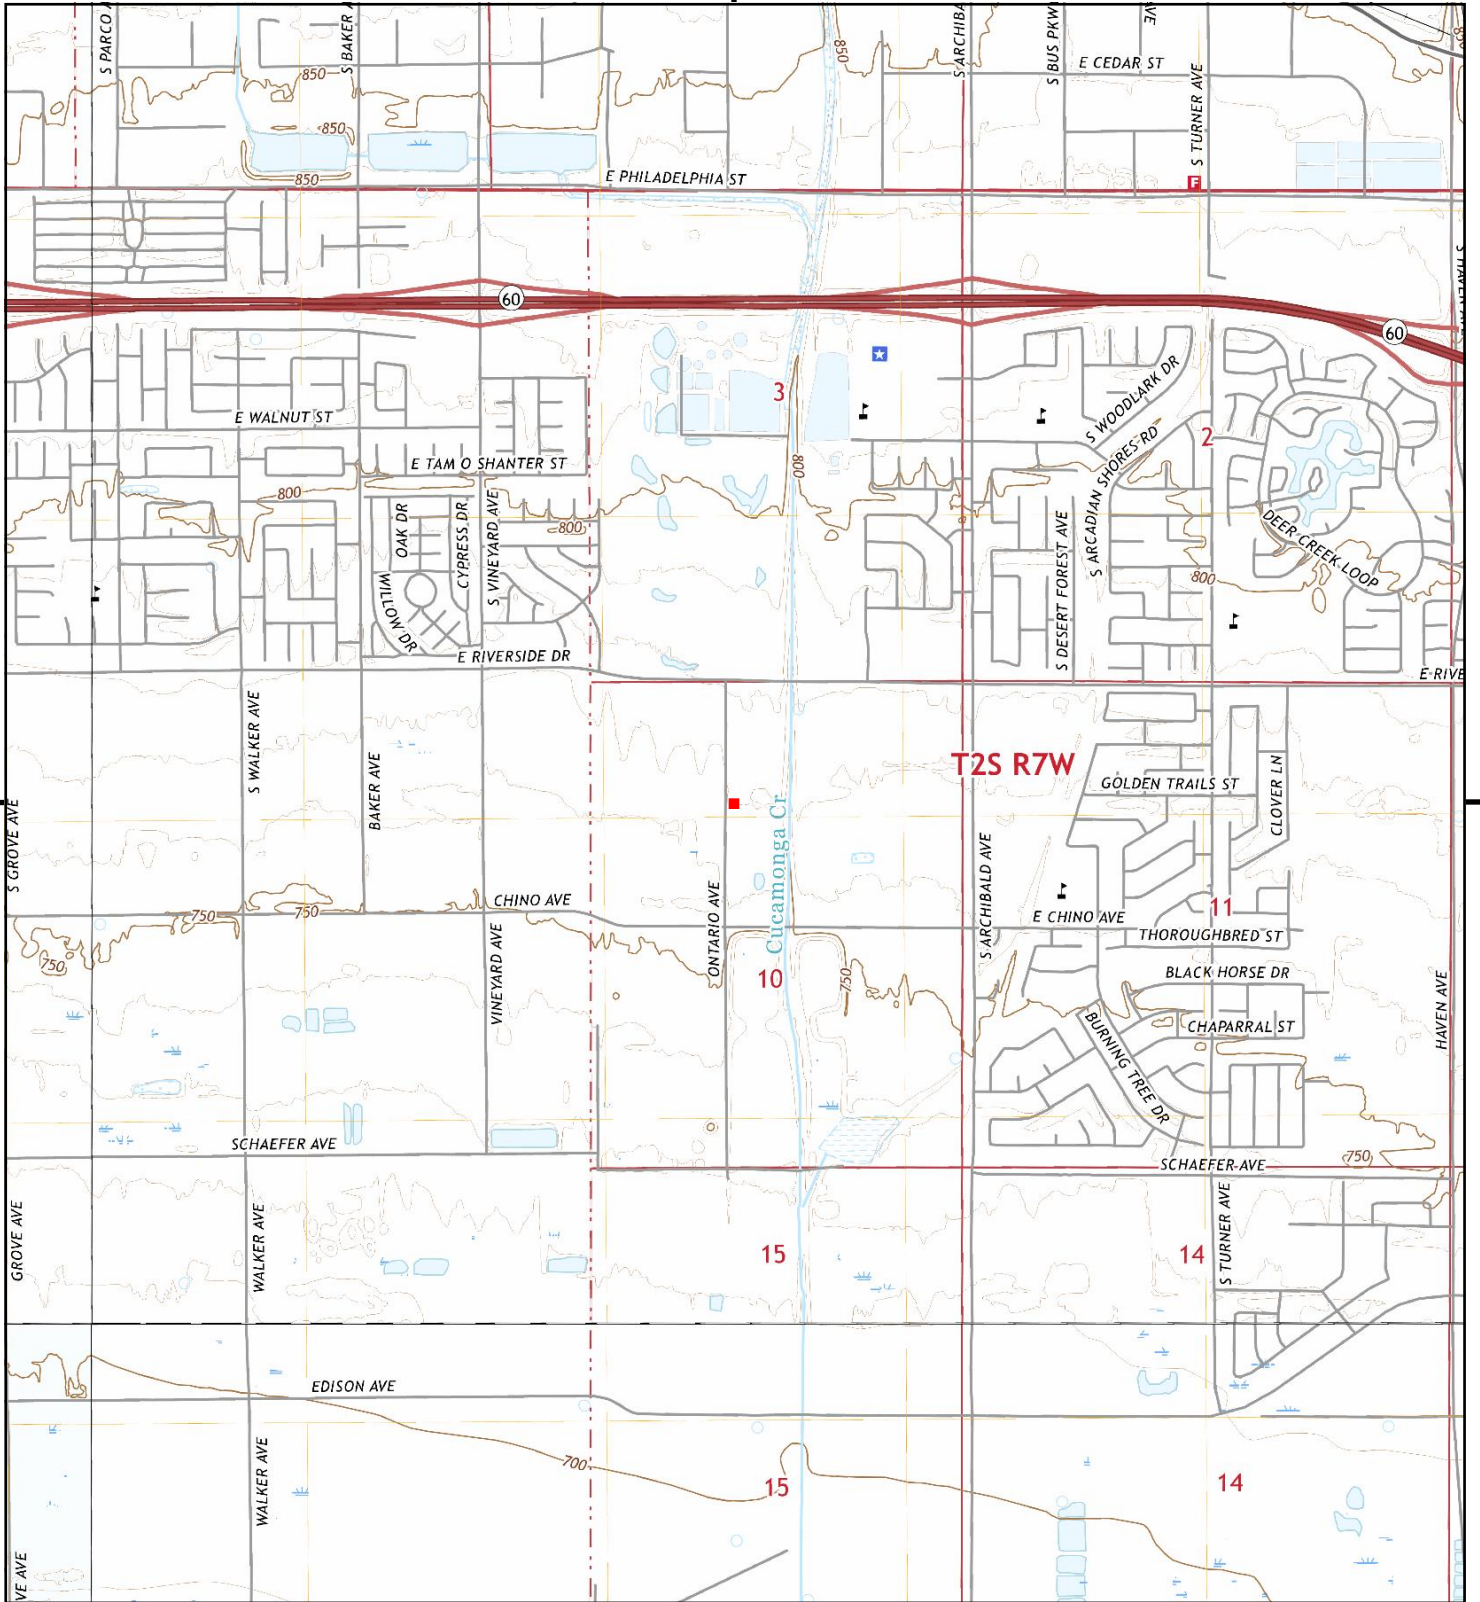 S BAKER A
850
E CEDAR ST
S BUS PKW
S TURNER AVE
850
850
850
E PHILADELPHIA ST
F
60
60
3
S WOODLARK DR
E WALNUT ST
2
S ARCADIAN SHORES RD
E TAM O SHANTER ST
800
800
800
OAK DR
CYPRESS DR
S VINEYARD AVE
S DESERT FOREST AVE
DEER CREEK LOOP
800
WILLOW DR
E RIVERSIDE DR
E RIVE
S WALKER AVE
BAKER AVE
T2S R7W
GOLDEN TRAILS ST
CLOVER LN
S GROVE AVE
Cucamonga Cr
S ARCHIBALD AVE
CHINO AVE
750
750
ONTARIO AVE
E CHINO AVE
11
THOROUGHBRED ST
750
VINEYARD AVE
10
750
BLACK HORSE DR
HAVEN AVE
BURNING TREE DR
CHAPARRAL ST
SCHAEFER AVE
750
SCHAEFER AVE
GROVE AVE
WALKER AVE
15
14
S TURNER AVE
EDISON AVE
700
WALKER AVE
15
14
VE AVE